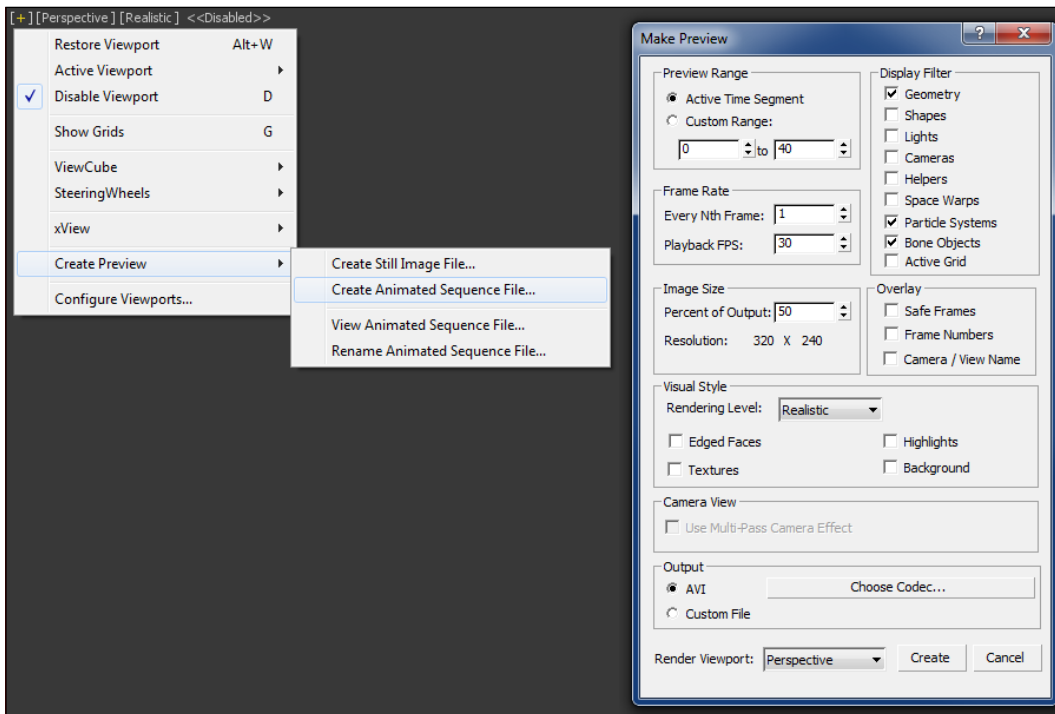 [+][Perspective][Realistic] <<Disabled>>
Restore Viewport Alt+W
Active Viewport
Disable Viewport D
Show Grids G
ViewCube
SteeringWheels
xView
Create Preview
Configure Viewports...
Create Still Image File...
Create Animated Sequence File...
View Animated Sequence File...
Rename Animated Sequence File...
Make Preview
Preview Range
Active Time Segment
Custom Range:
0 to 40
Frame Rate
Every Nth Frame: 1
Playback FPS: 30
Image Size
Percent of Output: 50
Resolution: 320 X 240
Display Filter
Geometry
Shapes
Lights
Cameras
Helpers
Space Warps
Particle Systems
Bone Objects
Active Grid
Overlay
Safe Frames
Frame Numbers
Camera / View Name
Visual Style
Rendering Level: Realistic
Edged Faces Highlights
Textures Background
Camera View
Use Multi-Pass Camera Effect
Output
AVI Choose Codec...
Custom File
Render Viewport: Perspective Create Cancel